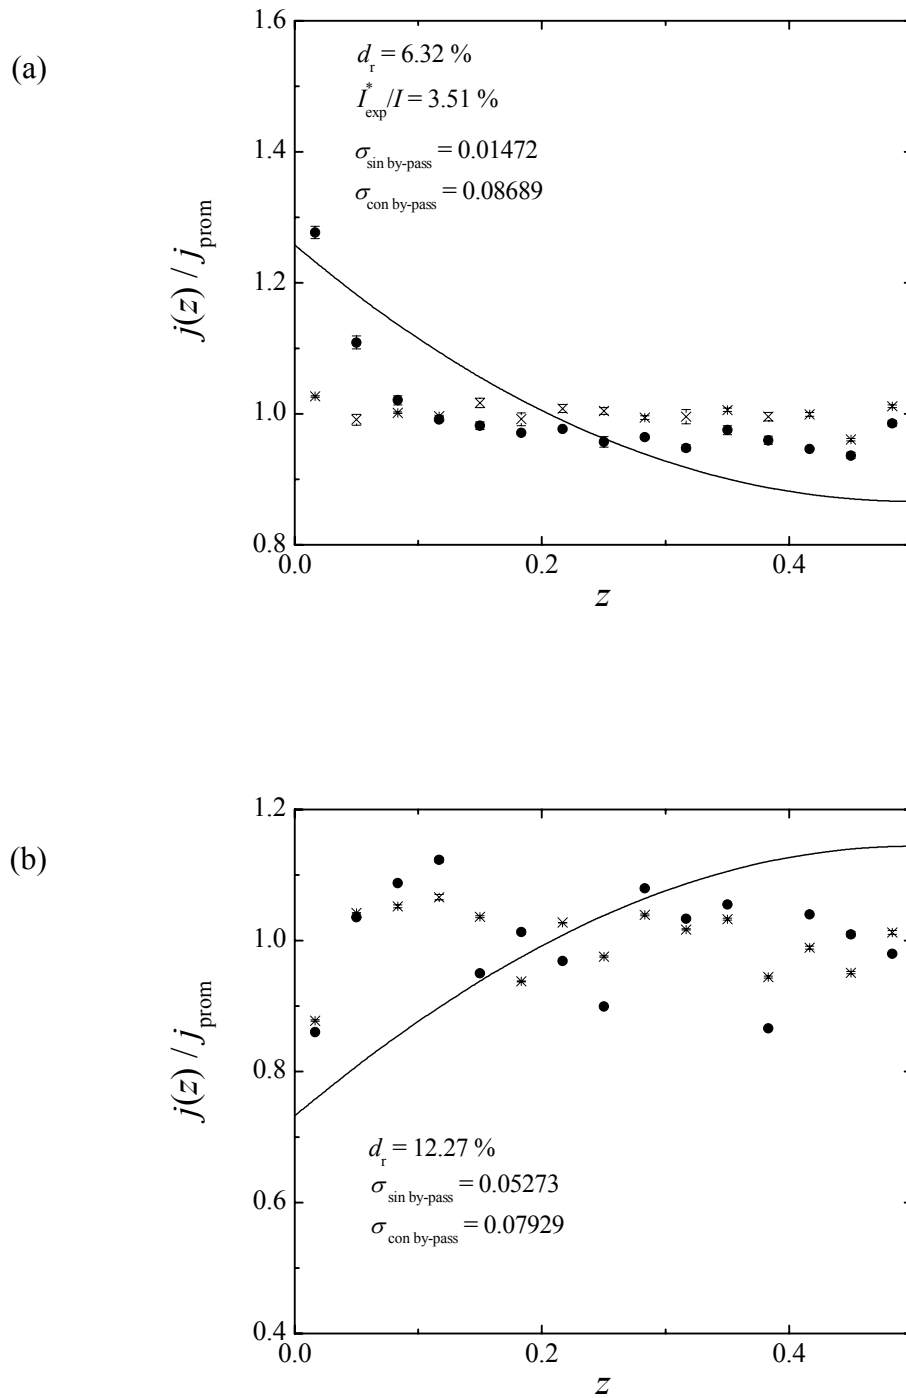 (a)
1.6
1.4
1.2
1.0
0.8
j(z) / j_prom
d_r = 6.32 %
I*_exp/I = 3.51 %
σ_sin by-pass = 0.01472
σ_con by-pass = 0.08689
0.0 0.2 0.4
z
(b)
1.2
1.0
0.8
0.6
0.4
j(z) / j_prom
d_r = 12.27 %
σ_sin by-pass = 0.05273
σ_con by-pass = 0.07929
0.0 0.2 0.4
z